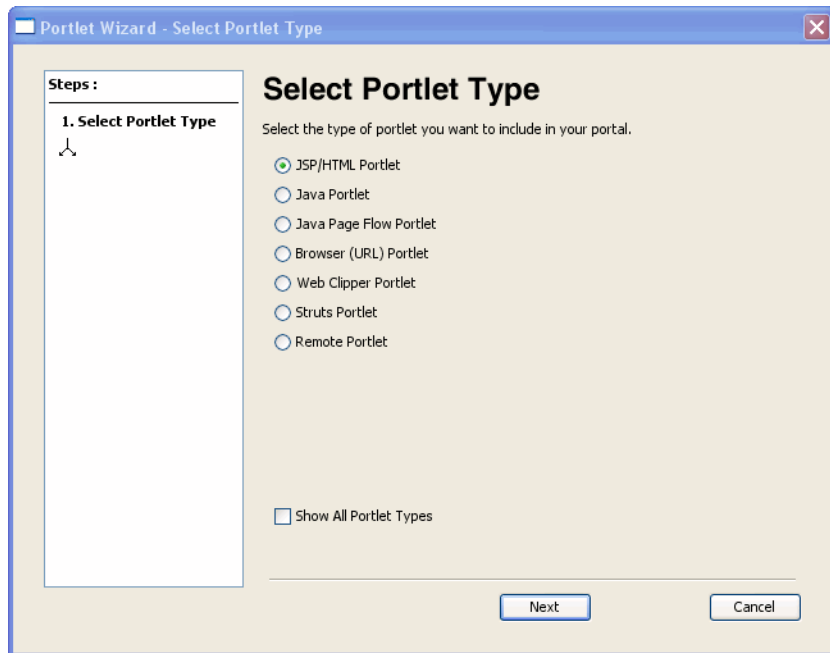 Portlet Wizard - Select Portlet Type
Steps :
1. Select Portlet Type
Select Portlet Type
Select the type of portlet you want to include in your portal.
JSP/HTML Portlet
Java Portlet
Java Page Flow Portlet
Browser (URL) Portlet
Web Clipper Portlet
Struts Portlet
Remote Portlet
Show All Portlet Types
Next
Cancel